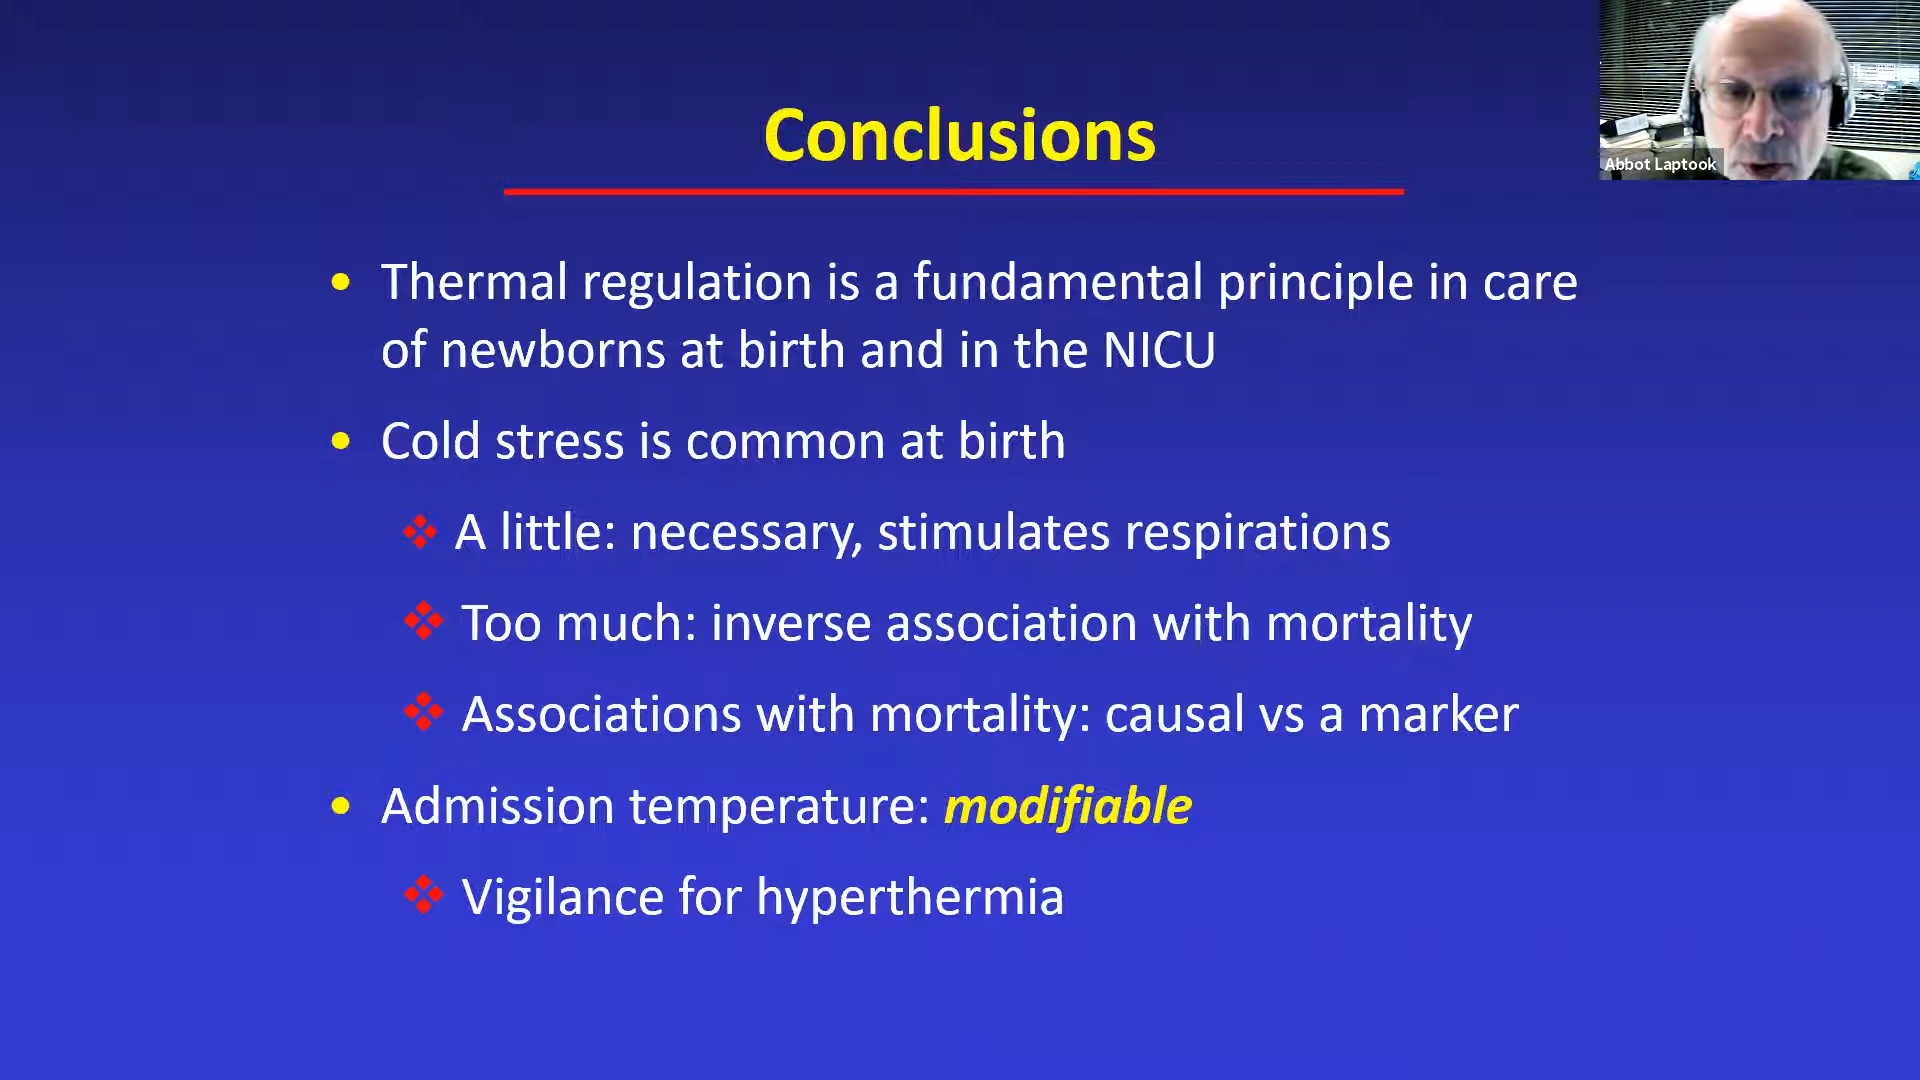 Conclusions
Abbot Laptook
• Thermal regulation is a fundamental principle in care
of newborns at birth and in the NICU
• Cold stress is common at birth
❖ A little: necessary, stimulates respirations
❖ Too much: inverse association with mortality
❖ Associations with mortality: causal vs a marker
• Admission temperature: modifiable
❖ Vigilance for hyperthermia